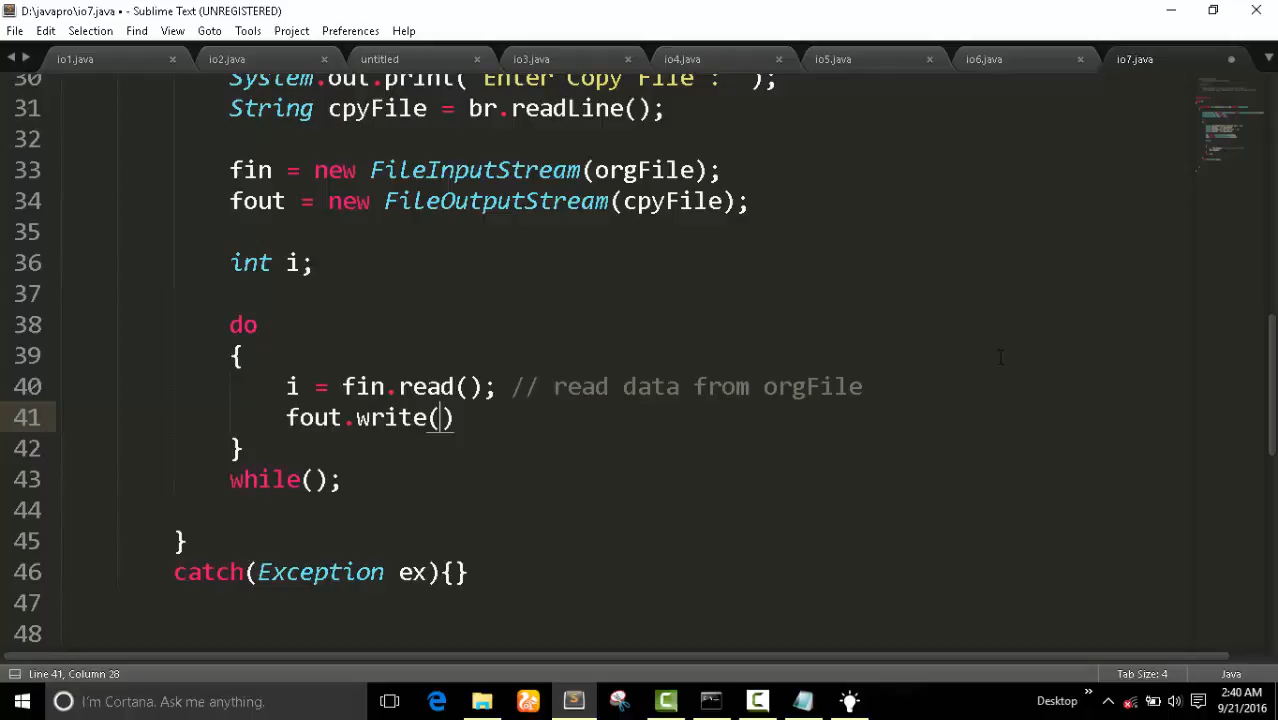 D:\javapro\io7.java • - Sublime Text (UNREGISTERED)
File Edit Selection Find View Goto Tools Project Preferences Help
io1.java io2.java untitled io3.java io4.java io5.java io6.java io7.java
30 System.out.print("Enter Copy File : ");
31 String cpyFile = br.readLine();
32
33 fin = new FileInputStream(orgFile);
34 fout = new FileOutputStream(cpyFile);
35
36 int i;
37
38 do
39 {
40 i = fin.read(); // read data from orgFile
41 fout.write()
42 }
43 while();
44
45 }
46 catch(Exception ex){}
47
48
Line 41, Column 28 Tab Size: 4 Java
I'm Cortana. Ask me anything. Desktop 2:40 AM
9/21/2016